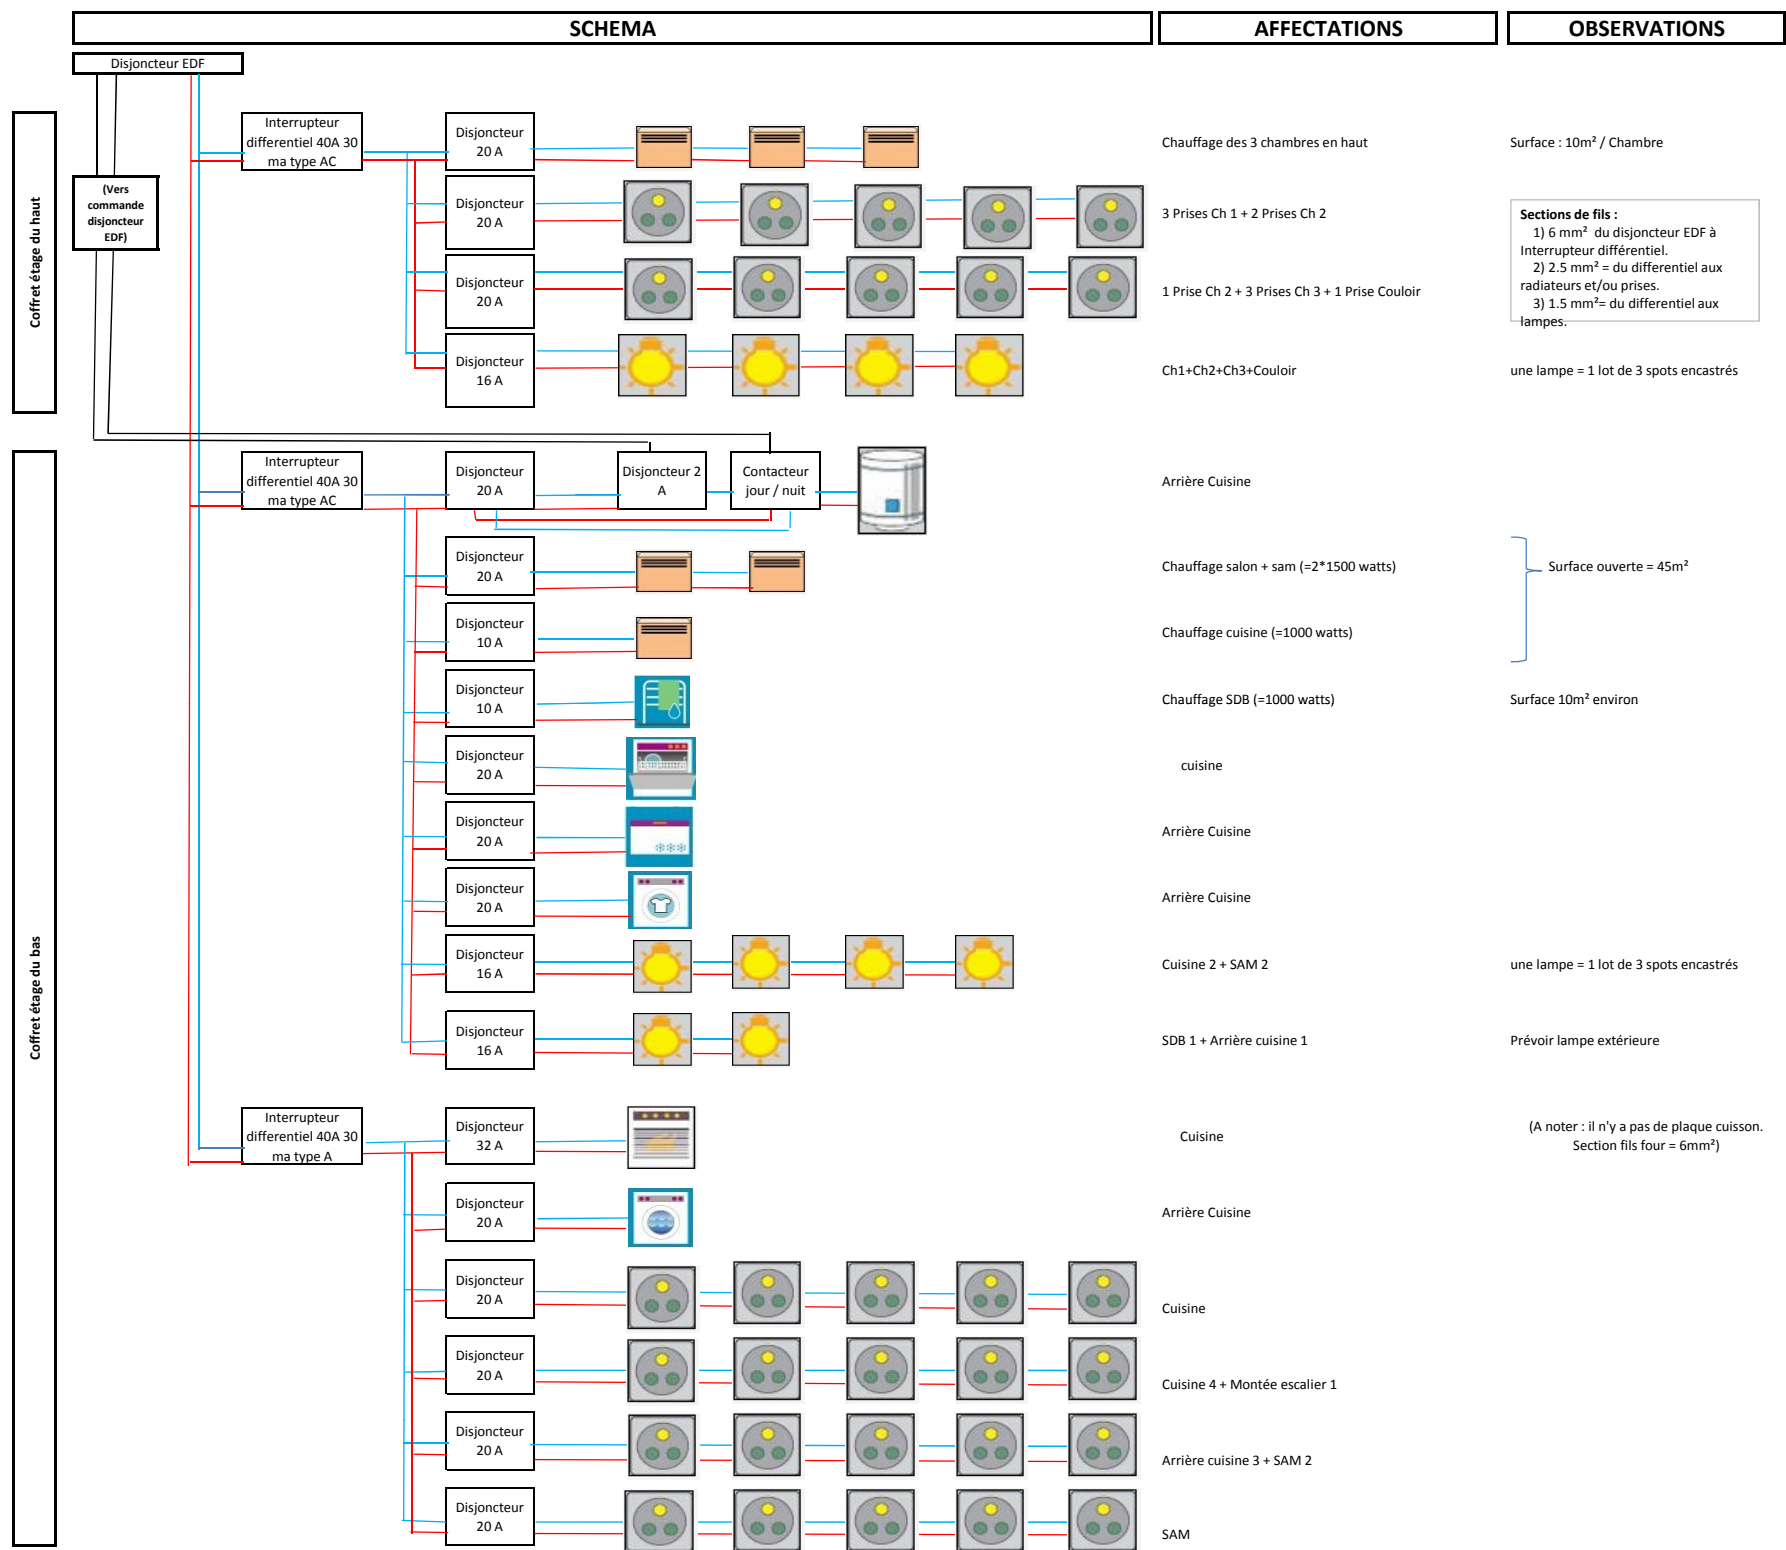 SCHEMA
AFFECTATIONS
OBSERVATIONS
Disjoncteur EDF
Coffret étage du haut
(Vers
commande
disjoncteur
EDF)
Interrupteur
differentiel 40A 30
ma type AC
Disjoncteur
20 A
Chauffage des 3 chambres en haut
Surface : 10m² / Chambre
Disjoncteur
20 A
3 Prises Ch 1 + 2 Prises Ch 2
Sections de fils :
1) 6 mm² du disjoncteur EDF à
Interrupteur différentiel.
2) 2.5 mm² = du differentiel aux
radiateurs et/ou prises.
3) 1.5 mm²= du differentiel aux
lampes.
Disjoncteur
20 A
1 Prise Ch 2 + 3 Prises Ch 3 + 1 Prise Couloir
Disjoncteur
16 A
Ch1+Ch2+Ch3+Couloir
une lampe = 1 lot de 3 spots encastrés
Coffret étage du bas
Interrupteur
differentiel 40A 30
ma type AC
Disjoncteur
20 A
Disjoncteur 2
A
Contacteur
jour / nuit
Arrière Cuisine
Disjoncteur
20 A
Chauffage salon + sam (=2*1500 watts)
Surface ouverte = 45m²
Disjoncteur
10 A
Chauffage cuisine (=1000 watts)
Disjoncteur
10 A
Chauffage SDB (=1000 watts)
Surface 10m² environ
Disjoncteur
20 A
cuisine
Disjoncteur
20 A
Arrière Cuisine
Disjoncteur
20 A
Arrière Cuisine
Disjoncteur
16 A
Cuisine 2 + SAM 2
une lampe = 1 lot de 3 spots encastrés
Disjoncteur
16 A
SDB 1 + Arrière cuisine 1
Prévoir lampe extérieure
Interrupteur
differentiel 40A 30
ma type A
Disjoncteur
32 A
Cuisine
(A noter : il n'y a pas de plaque cuisson.
Section fils four = 6mm²)
Disjoncteur
20 A
Arrière Cuisine
Disjoncteur
20 A
Cuisine
Disjoncteur
20 A
Cuisine 4 + Montée escalier 1
Disjoncteur
20 A
Arrière cuisine 3 + SAM 2
Disjoncteur
20 A
SAM